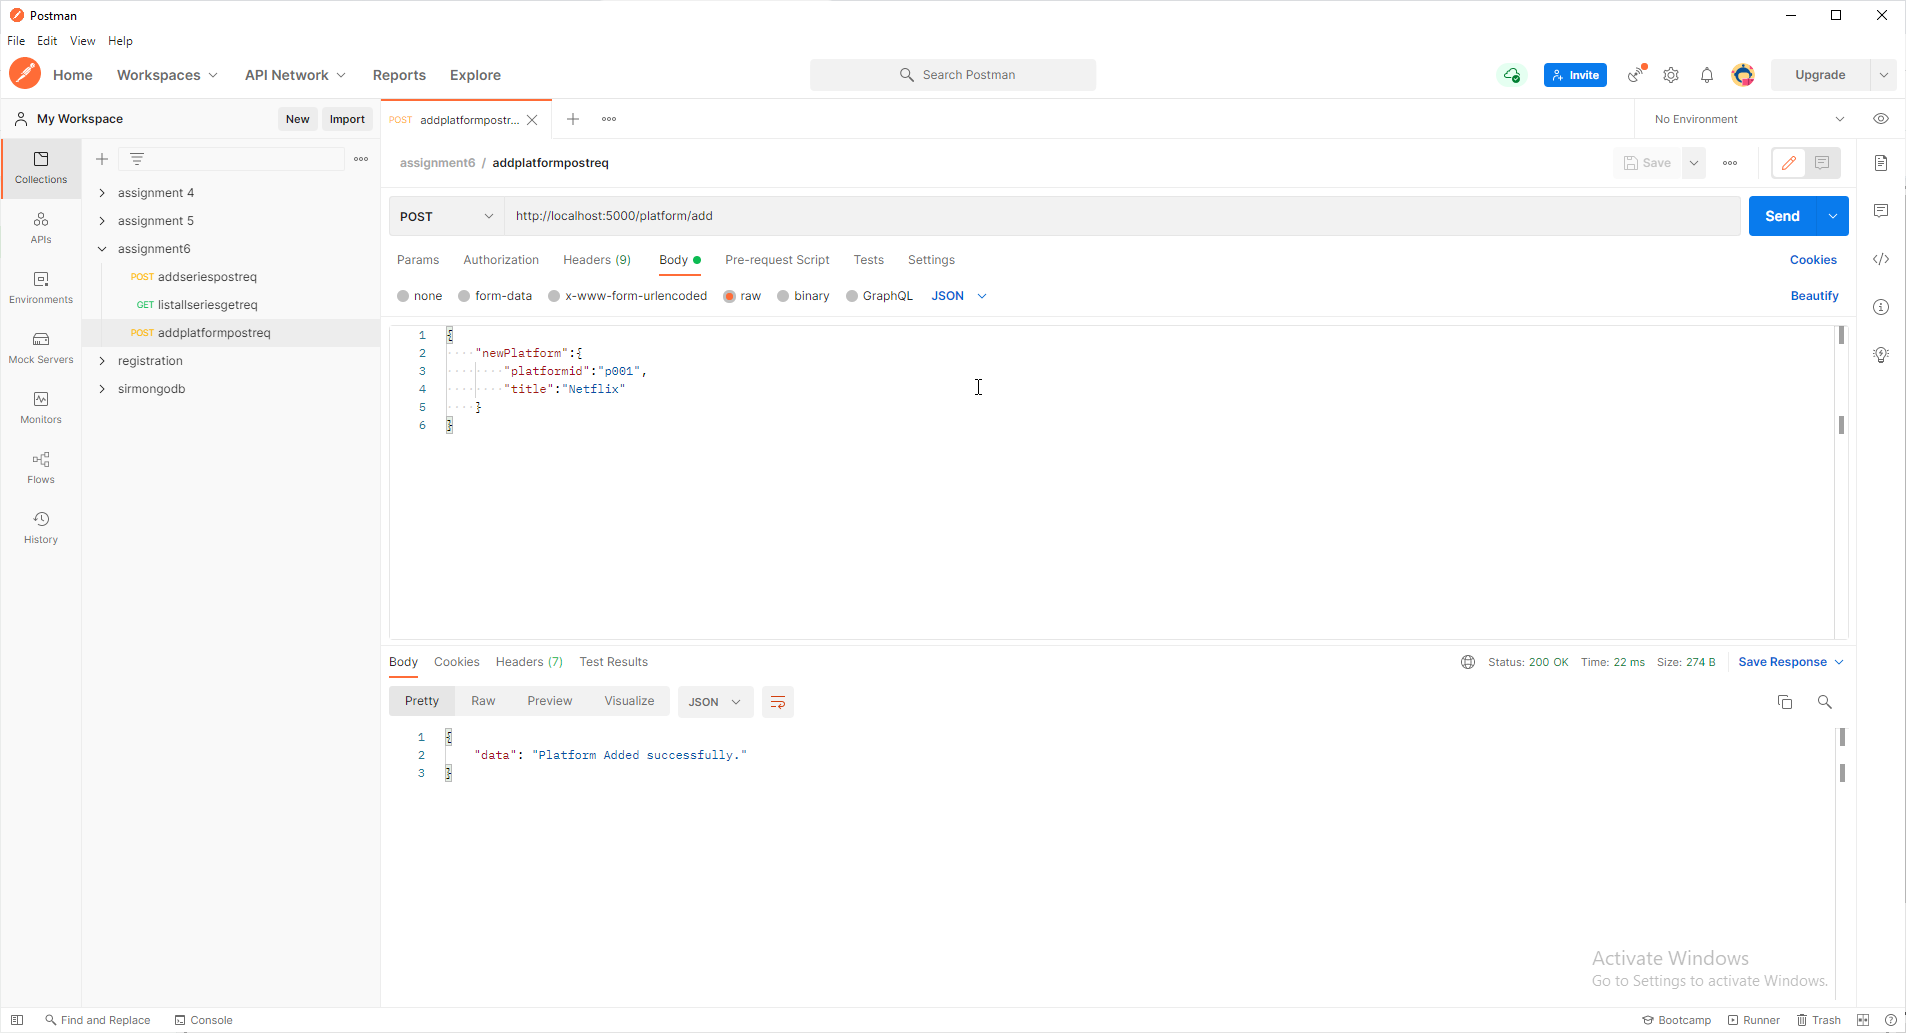 Postman
File Edit View Help
Home Workspaces API Network Reports Explore Search Postman Invite Upgrade
My Workspace New Import POST addplatformpostr... No Environment
Collections
APIs
Environments
Mock Servers
Monitors
Flows
History
assignment 4
assignment 5
assignment6
POST addseriespostreq
GET listallseriesgetreq
POST addplatformpostreq
registration
sirmongodb
assignment6 / addplatformpostreq Save
POST http://localhost:5000/platform/add Send
Params Authorization Headers (9) Body Pre-request Script Tests Settings Cookies
none form-data x-www-form-urlencoded raw binary GraphQL JSON Beautify
1 {
2 "newPlatform":{
3 "platformid":"p001",
4 "title":"Netflix"
5 }
6 }
Body Cookies Headers (7) Test Results Status: 200 OK Time: 22 ms Size: 274 B Save Response
Pretty Raw Preview Visualize JSON
1 {
2 "data": "Platform Added successfully."
3 }
Activate Windows
Go to Settings to activate Windows.
Find and Replace Console Bootcamp Runner Trash